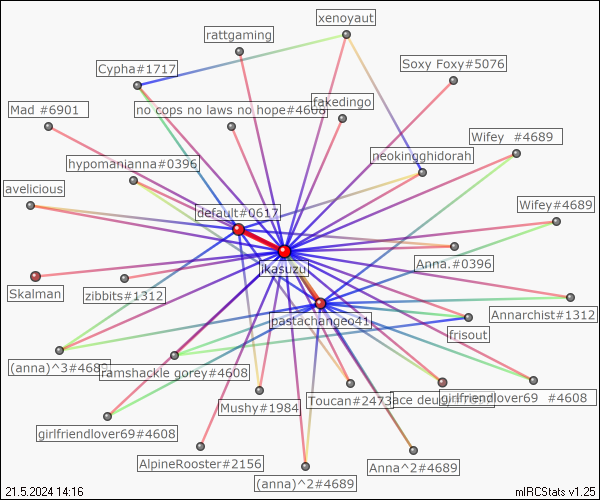 xenoyaut
rattgaming
Soxy Foxy#5076
Cypha#1717
Mad #6901
no cops no laws no hope#4608
fakedingo
Wifey #4689
neokingghidorah
hypomanianna#0396
avelicious
Wifey#4689
default#0617
Anna.#0396
ikasuzu
Skalman
zibbits#1312
Annarchist#1312
pastachangeo41
frisout
(anna)^3#4689
ramshackle gorey#4608
Mushy#1984
Toucan#2473
ace deug
girlfriendlover69 #4608
girlfriendlover69#4608
AlpineRooster#2156
Anna^2#4689
(anna)^2#4689
21.5.2024 14:16
mIRCStats v1.25